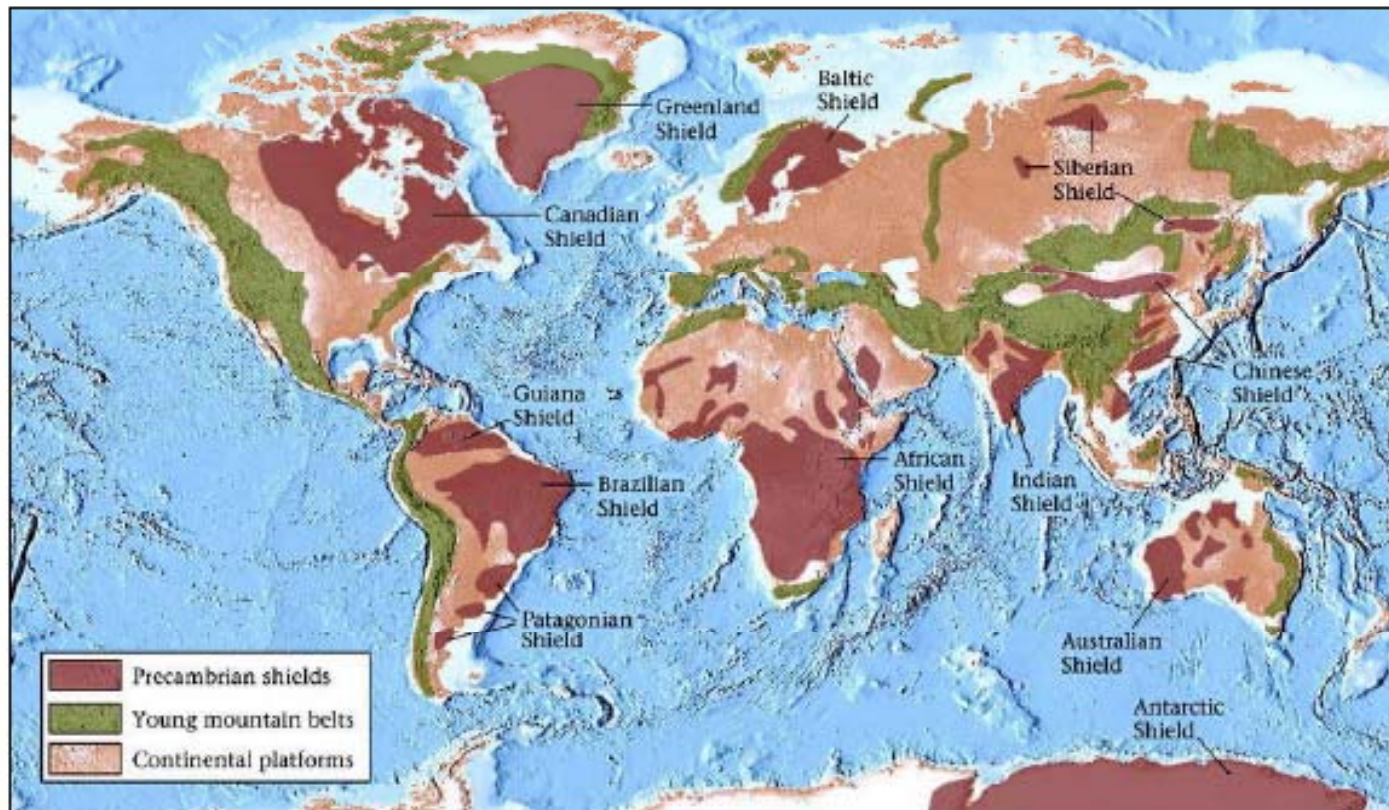 Greenland
Shield
Baltic
Shield
Siberian
Shield
Canadian
Shield
Chinese
Shield
Guiana
Shield
Brazilian
Shield
African
Shield
Indian
Shield
Patagonian
Shield
Australian
Shield
Antarctic
Shield
Precambrian shields
Young mountain belts
Continental platforms